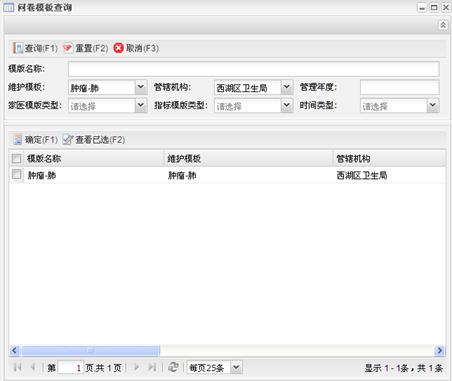 问卷模板查询
查询(F1) 重置(F2) 取消(F3)
模版名称:
维护模板: 肿瘤-肺 管辖机构: 西湖区卫生局 管理年度:
家医模版类型: 请选择 指标模版类型: 请选择 时间类型: 请选择
确定(F1) 查看已选(F2)
模版名称 维护模板 管辖机构
肿瘤-肺 肿瘤-肺 西湖区卫生局
第 1 页,共 1 页 每页25条 显示 1 - 1条，共 1 条